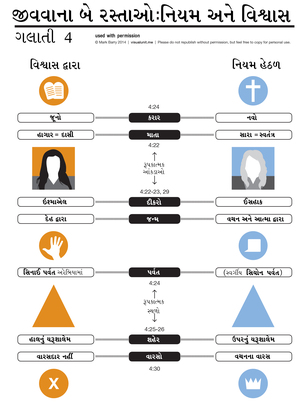 જીવવાના બે રસ્તાઓ:નિયમ અને વિશ્વાસ
ગલાતી 4
used with permission
© Mark Barry 2014 | visualunit.me | Please do not republish without permission, but feel free to copy for personal use.
વિશ્વાસ દ્વારા નિયમ હેઠળ
4:24
જૂનો કરાર નવો
હાગાર = દાસી માતા સારા = સ્વતંત્ર
4:22
રૂપકાત્મક
આંકડાઓ
4:22-23, 29
ઇશ્માએલ દીકરો ઈસહાક
દેહ દ્વારા જન્મ વચન અને આત્મા દ્વારા
સિનાઈ પર્વત અરેબિયામાં પર્વત (સ્વર્ગીય સિયોન પર્વત)
4:24
રૂપકાત્મક
સ્થળો
4:25-26
હાલનું યરૂશાલેમ શહેર ઉપરનું યરૂશાલેમ
વારસદાર નહીં વારસો વચનના વારસ
4:30
X